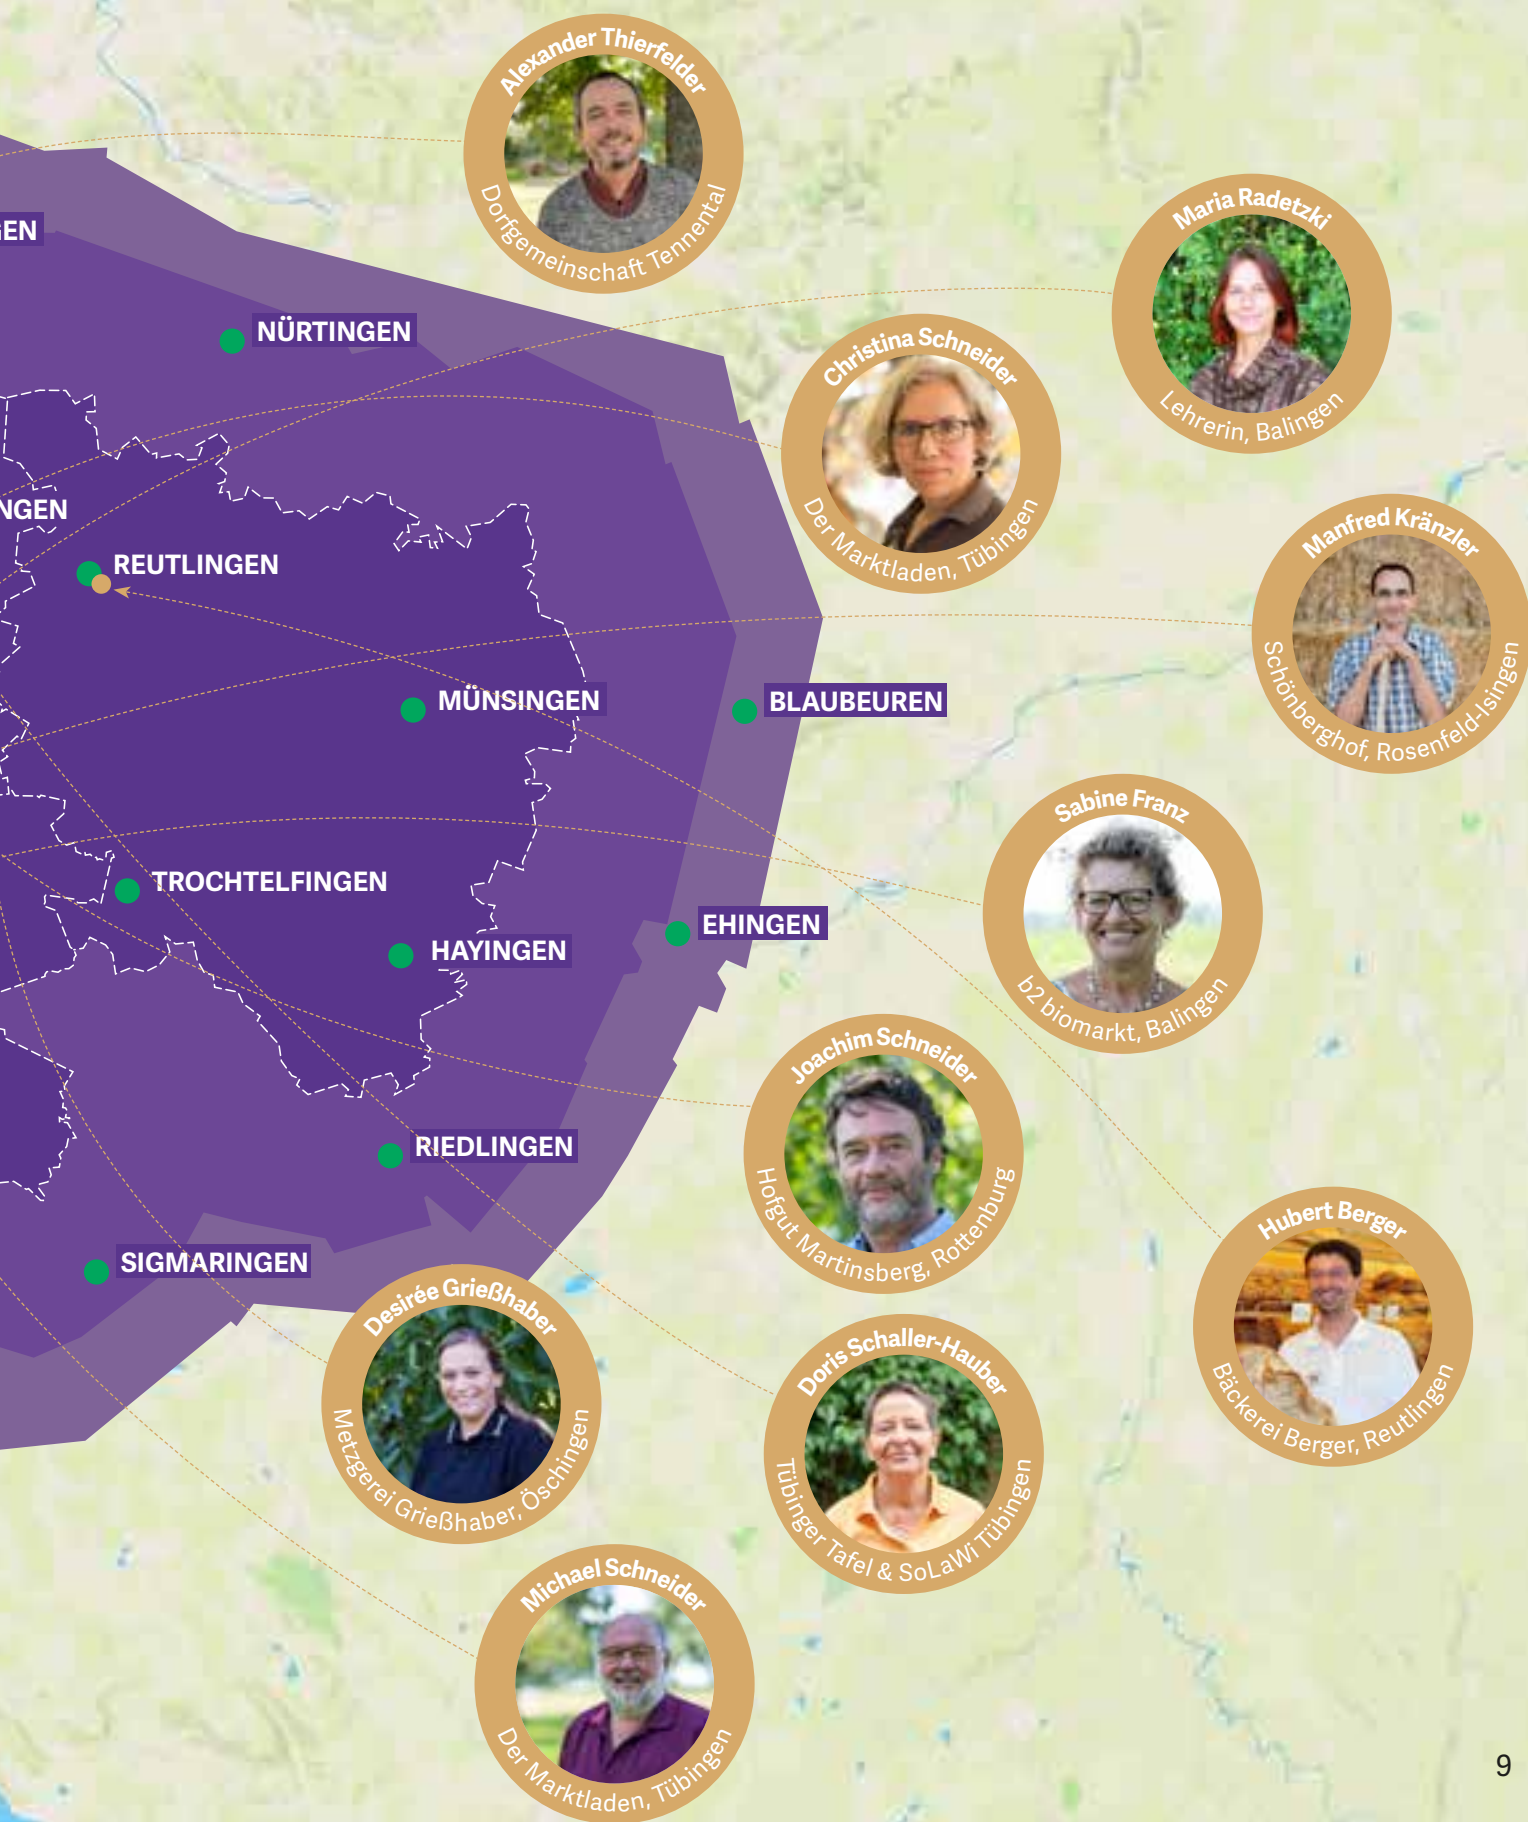 Alexander Thierfelder
Dorfgemeinschaft Tennental
Maria Radetzki
Lehrerin, Balingen
EN
NÜRTINGEN
Christina Schneider
Der Marktladen, Tübingen
NGEN
REUTLINGEN
Manfred Kränzler
Schönberghof, Rosenfeld-Isingen
MÜNSINGEN
BLAUBEUREN
Sabine Franz
b2 biomarkt, Balingen
TROCHTELFINGEN
EHINGEN
HAYINGEN
Joachim Schneider
Hofgut Martinsberg, Rottenburg
RIEDLINGEN
Hubert Berger
Bäckerei Berger, Reutlingen
SIGMARINGEN
Desirée Grießhaber
Metzgerei Grießhaber, Öschingen
Doris Schaller-Hauber
Tübinger Tafel & SoLaWi Tübingen
Michael Schneider
Der Marktladen, Tübingen
9